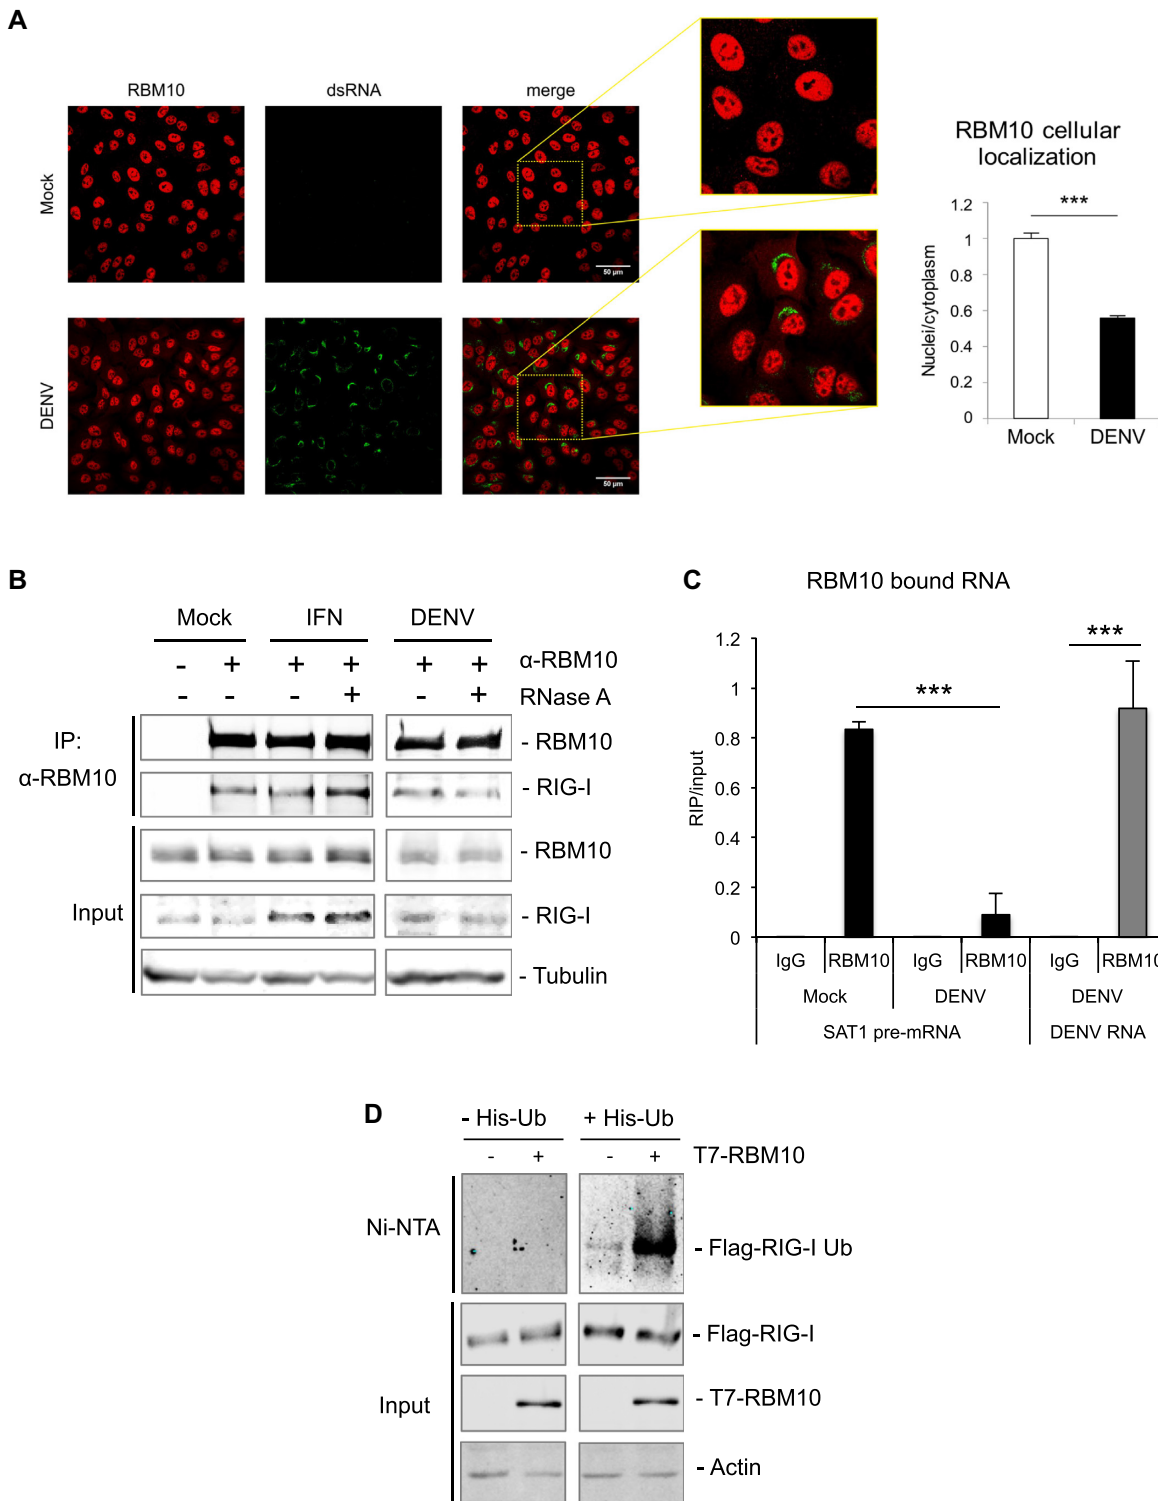 A
RBM10 dsRNA merge
Mock
50 µm
DENV
50 µm
RBM10 cellular
localization
Nuclei/cytoplasm
1.2
1
0.8
0.6
0.4
0.2
0
***
Mock DENV
B
Mock IFN DENV
- + + + + + α-RBM10
- - - + - + RNase A
IP:
α-RBM10
- RBM10
- RIG-I
Input
- RBM10
- RIG-I
- Tubulin
C
RBM10 bound RNA
RIP/input
1.2
1
0.8
0.6
0.4
0.2
0
***
***
IgG RBM10 IgG RBM10 IgG RBM10
Mock DENV DENV
SAT1 pre-mRNA DENV RNA
D
- His-Ub + His-Ub
- + - + T7-RBM10
Ni-NTA
- Flag-RIG-I Ub
Input
- Flag-RIG-I
- T7-RBM10
- Actin